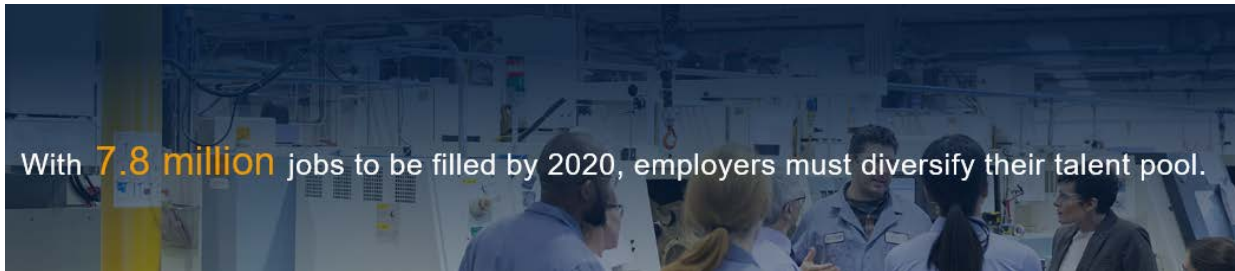 With 7.8 million jobs to be filled by 2020, employers must diversify their talent pool.